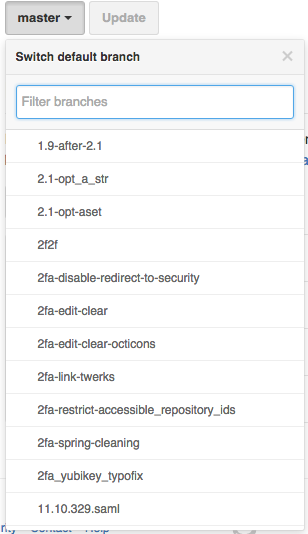 master
Update
Switch default branch
Filter branches
1.9-after-2.1
2.1-opt_a_str
2.1-opt-aset
2f2f
2fa-disable-redirect-to-security
2fa-edit-clear
2fa-edit-clear-octicons
2fa-link-twerks
2fa-restrict-accessible_repository_ids
2fa-spring-cleaning
2fa_yubikey_typofix
11.10.329.saml